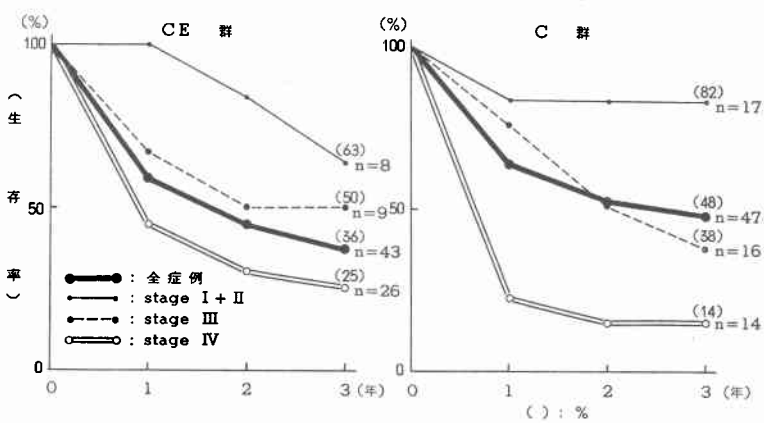 CE 群
(%)
100
50
0
(生存率)
(63)
n=8
(50)
n=9
(36)
n=43
(25)
n=26
: 全症例
: stage I+II
: stage III
: stage IV
0 1 2 3 (年)
C 群
(%)
100
50
0
(82)
n=17
(48)
n=47
(38)
n=16
(14)
n=14
0 1 2 3 (年)
( ): %